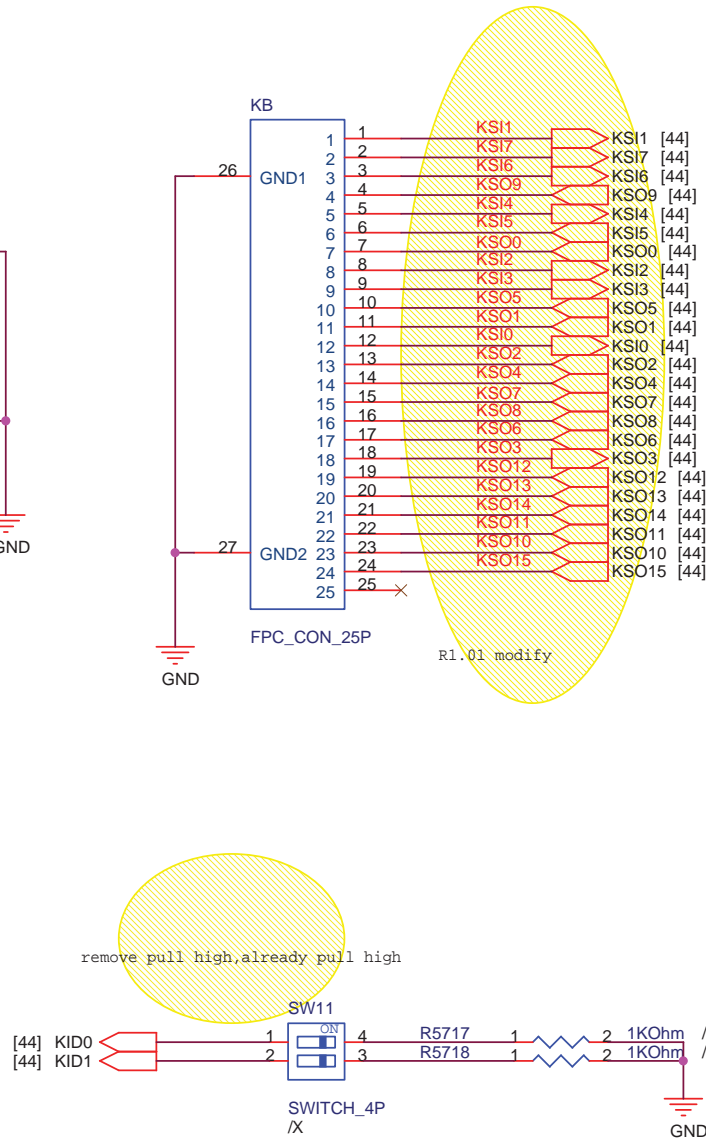 KB
1 1 KSI1 KSI1 [44]
2 2 KSI7 KSI7 [44]
26 GND1 3 3 KSI6 KSI6 [44]
4 4 KSO9 KSO9 [44]
5 5 KSI4 KSI4 [44]
6 6 KSI5 KSI5 [44]
7 7 KSO0 KSO0 [44]
8 8 KSI2 KSI2 [44]
9 9 KSI3 KSI3 [44]
10 10 KSO5 KSO5 [44]
11 11 KSO1 KSO1 [44]
12 12 KSI0 KSI0 [44]
13 13 KSO2 KSO2 [44]
14 14 KSO4 KSO4 [44]
15 15 KSO7 KSO7 [44]
16 16 KSO8 KSO8 [44]
17 17 KSO6 KSO6 [44]
18 18 KSO3 KSO3 [44]
19 19 KSO12 KSO12 [44]
20 20 KSO13 KSO13 [44]
21 21 KSO14 KSO14 [44]
22 22 KSO11 KSO11 [44]
27 GND2 23 23 KSO10 KSO10 [44]
24 24 KSO15 KSO15 [44]
25 25
GND
FPC_CON_25P
R1.01 modify
GND
remove pull high,already pull high
SW11
ON
[44] KID0 1 4 R5717 1 2 1KOhm /
[44] KID1 2 3 R5718 1 2 1KOhm /
SWITCH_4P
/X
GND